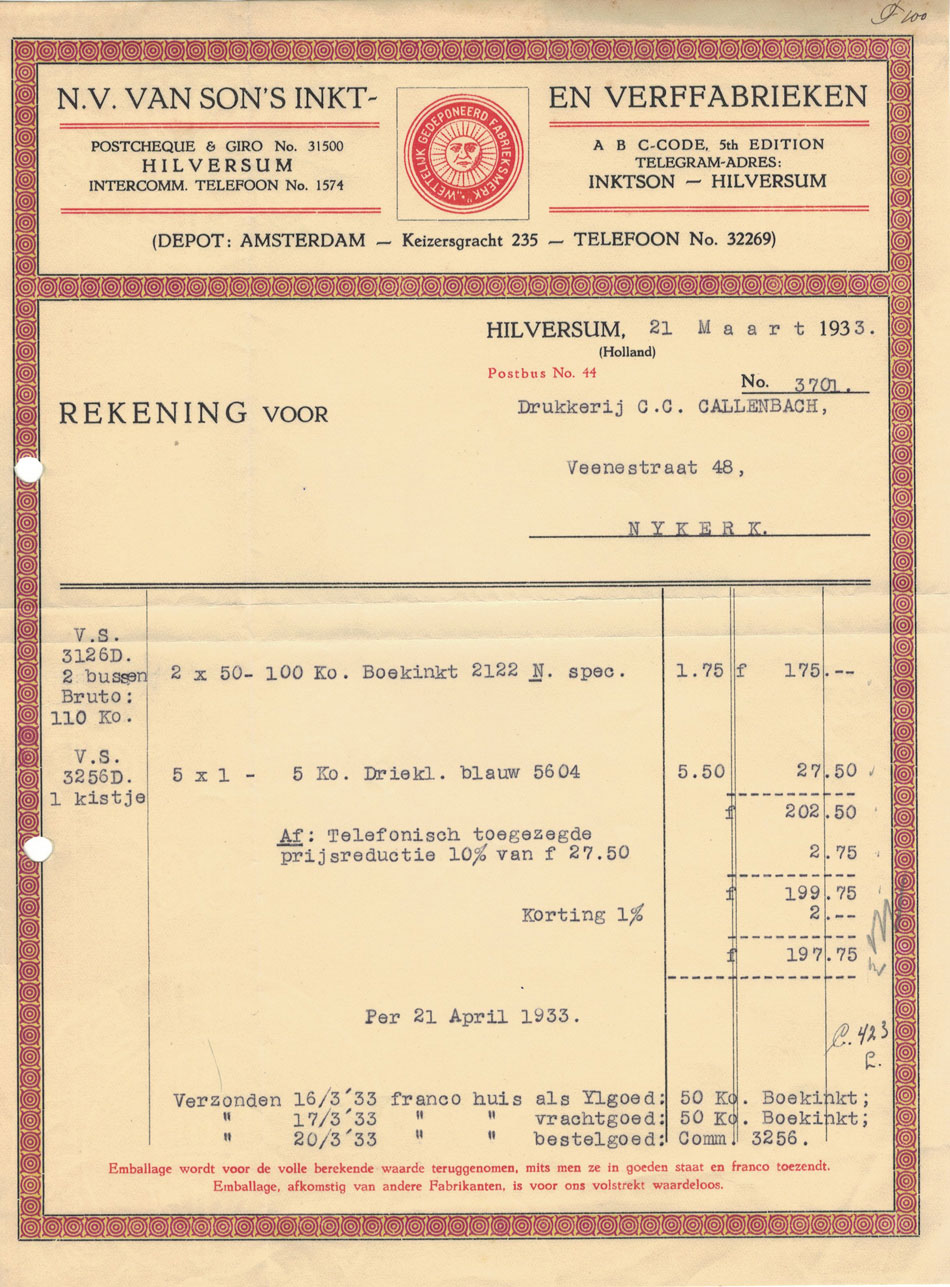 F 100
N.V. VAN SON'S INKT- EN VERFFABRIEKEN
POSTCHEQUE & GIRO No. 31500
HILVERSUM
INTERCOMM. TELEFOON No. 1574
"WETTELIJK GEDEPONEERD FABRIEKSMERK"
A B C-CODE, 5th EDITION
TELEGRAM-ADRES:
INKTSON — HILVERSUM
(DEPOT: AMSTERDAM — Keizersgracht 235 — TELEFOON No. 32269)
HILVERSUM, 21 Maart 1933.
(Holland)
Postbus No. 44
No. 3701.
REKENING VOOR
Drukkerij C.C. CALLENBACH,
Veenestraat 48,
NYKERK.
V.S.
3126D.
2 bussen 2 x 50- 100 Ko. Boekinkt 2122 N. spec. 1.75 f 175.--
Bruto:
110 Ko.
V.S.
3256D. 5 x 1 - 5 Ko. Driekl. blauw 5604 5.50 27.50
1 kistje
f 202.50
Af: Telefonisch toegezegde
prijsreductie 10% van f 27.50 2.75
f 199.75
Korting 1% 2.--
f 197.75
Per 21 April 1933.
C. 423
L.
Verzonden 16/3'33 franco huis als Ylgoed: 50 Ko. Boekinkt;
" 17/3'33 " " vrachtgoed: 50 Ko. Boekinkt;
" 20/3'33 " " bestelgoed: Comm. 3256.
Emballage wordt voor de volle berekende waarde teruggenomen, mits men ze in goeden staat en franco toezendt.
Emballage, afkomstig van andere Fabrikanten, is voor ons volstrekt waardeloos.